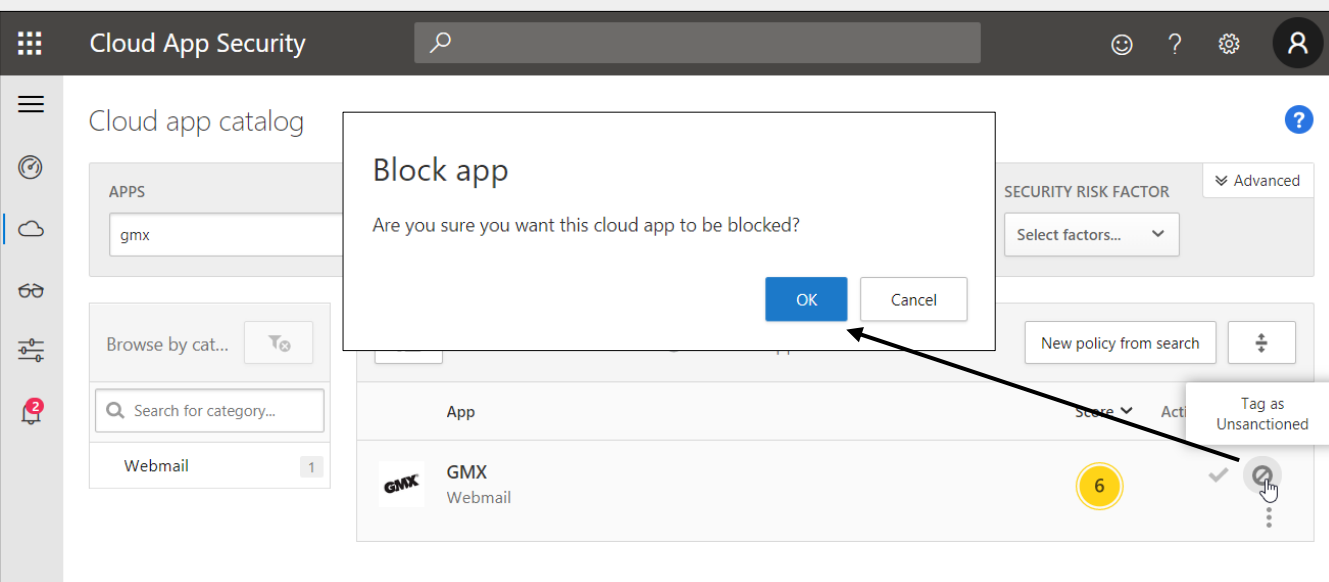 Cloud App Security
Cloud app catalog
?
APPS
gmx
Block app
Are you sure you want this cloud app to be blocked?
OK
Cancel
SECURITY RISK FACTOR
Advanced
Select factors...
Browse by cat...
New policy from search
2
Search for category...
Webmail 1
App
Score
Acti
Tag as
Unsanctioned
GMX
GMX
Webmail
6